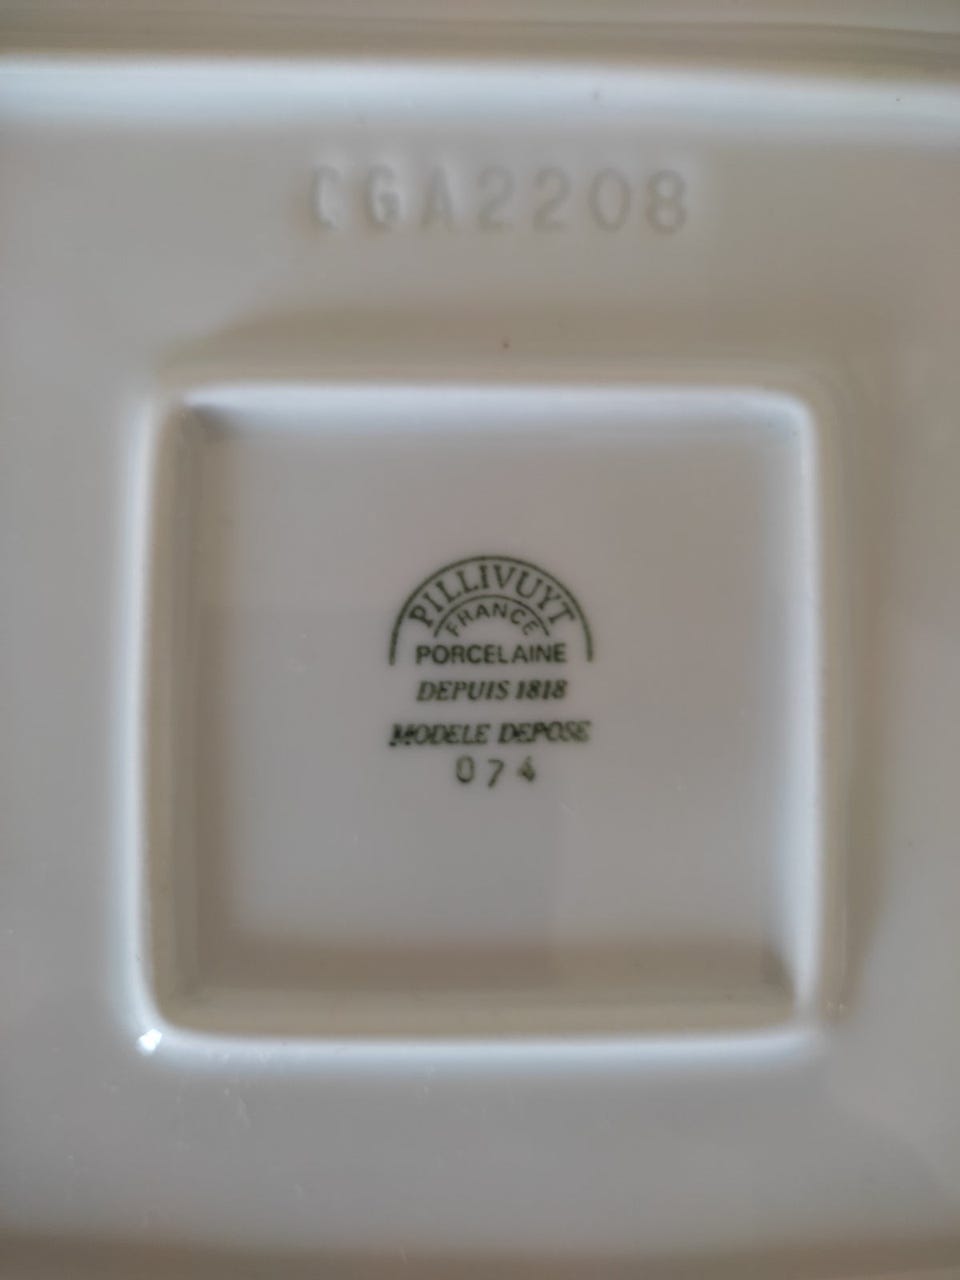 CGA2208
PILLIVUYT
FRANCE
PORCELAINE
DEPUIS 1818
MODELE DEPOSE
074